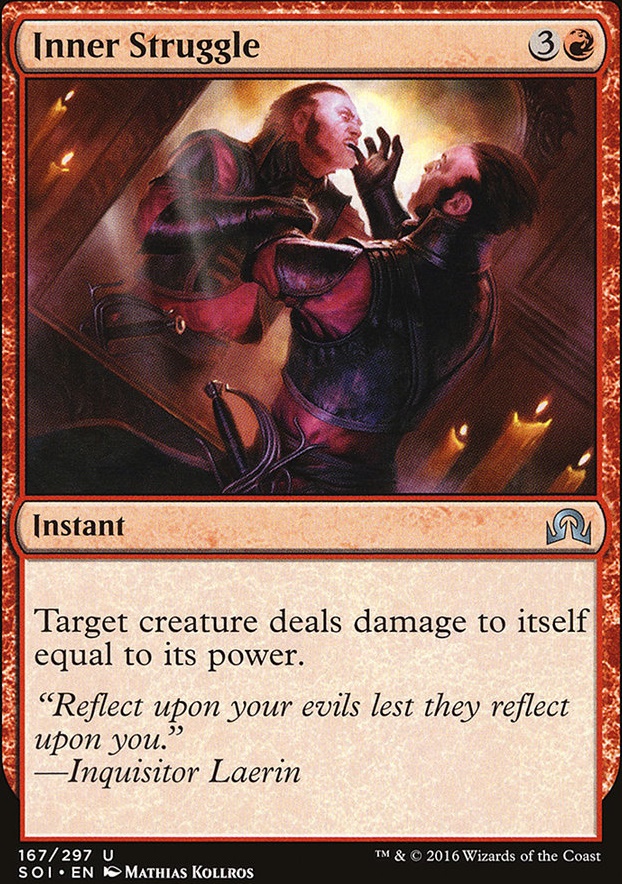 Inner Struggle 3
Instant
Target creature deals damage to itself
equal to its power.
“Reflect upon your evils lest they reflect
upon you.”
—Inquisitor Laerin
167/297 U
SOI • EN Mathias Kollros
™ & © 2016 Wizards of the Coast